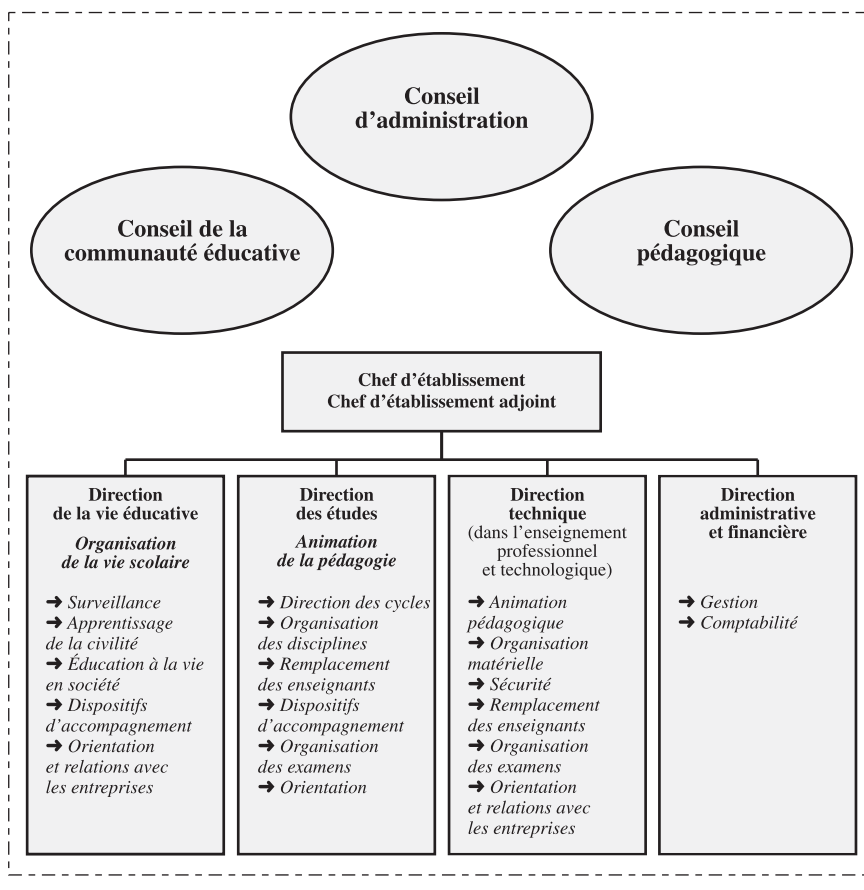 Conseil
d’administration
Conseil de la
communauté éducative
Conseil
pédagogique
Chef d’établissement
Chef d’établissement adjoint
Direction
de la vie éducative
Organisation
de la vie scolaire
➜ Surveillance
➜ Apprentissage
de la civilité
➜ Éducation à la vie
en société
➜ Dispositifs
d’accompagnement
➜ Orientation
et relations avec
les entreprises
Direction
des études
Animation
de la pédagogie
➜ Direction des cycles
➜ Organisation
des disciplines
➜ Remplacement
des enseignants
➜ Dispositifs
d’accompagnement
➜ Organisation
des examens
➜ Orientation
Direction
technique
(dans l’enseignement
professionnel
et technologique)
➜ Animation
pédagogique
➜ Organisation
matérielle
➜ Sécurité
➜ Remplacement
des enseignants
➜ Organisation
des examens
➜ Orientation
et relations avec
les entreprises
Direction
administrative
et financière
➜ Gestion
➜ Comptabilité